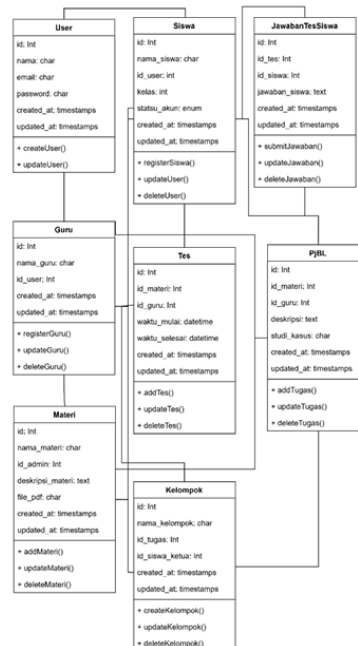 User
id; Int
nama: char
email: char
password: char
created_at: timestamps
updated_at: timestamps
+ createUser()
+ updateUser()
Siswa
id: Int
nama_siswa: char
id_user: int
kelas: int
statsu_akun: enum
created_at: timestamps
updated_at; timestamps
+ registerSiswa()
+ updateUser()
+ deleteUser()
JawabanTesSiswa
id: Int
id_tes: Int
id_siswa: Int
jawaban_siswa: text
created_at: timestamps
updated_at: timestamps
+ submitJawaban()
+ updateJawaban()
+ deleteJawaban()
Guru
id: Int
nama_guru: char
id_user; Int
created_at: timestamps
updated_at: timestamps
+ registerGuru()
+ updateGuru()
+ deleteGuru()
Tes
id: Int
id_materi: Int
id_guru: Int
waktu_mulai: datetime
waktu_selesai: datetime
created_at: timestamps
updated_at: timestamps
+ addTes()
+ updateTes()
+ deleteTes()
PjBL
id: Int
id_materi; Int
id_guru: Int
deskripsi: text
studi_kasus: char
created_at; timestamps
updated_at: timestamps
+ addTugas()
+ updateTugas()
+ deleteTugas()
Materi
id; Int
nama_materi: char
id_admin: Int
deskripsi_materi; text
file_pdf: char
created_at: timestamps
updated_at: timestamps
+ addMateri()
+ updateMateri()
+ deleteMateri()
Kelompok
id: Int
nama_kelompok; char
id_tugas: Int
id_siswa_ketua: Int
created_at; timestamps
updated_at: timestamps
+ createKelompok()
+ updateKelompok()
+ deleteKelompok()